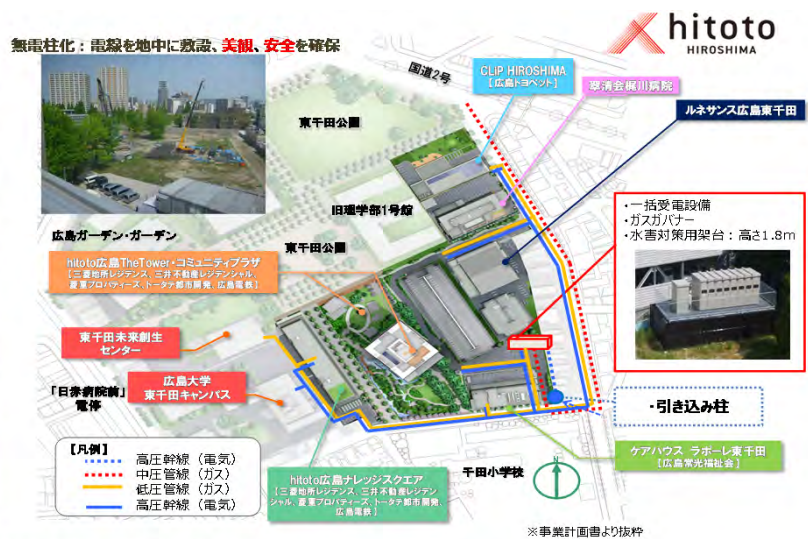 無電柱化：電線を地中に敷設、美観、安全を確保
hitoto
HIROSHIMA
国道2号
CLiP HIROSHIMA
【広島トヨペット】
翠清会梶川病院
ルネサンス広島東千田
東千田公園
旧理学部1号館
広島ガーデン・ガーデン
東千田公園
・一括受電設備
・ガスガバナー
・水害対策用架台：高さ1.8m
hitoto広島TheTower・コミュニティプラザ
【三菱地所レジデンス、三井不動産レジデンシャル、
菱重プロパティーズ、トータテ都市開発、広島電鉄】
東千田未来創生
センター
広島大学
東千田キャンパス
「日赤病院前」
電停
・引き込み柱
【凡例】
高圧幹線（電気）
中圧管線（ガス）
低圧管線（ガス）
高圧幹線（電気）
hitoto広島ナレッジスクエア
【三菱地所レジデンス、三井不動産レジデン
シャル、菱重プロパティーズ、トータテ都市開発、
広島電鉄】
千田小学校
ケアハウス ラポーレ東千田
【広島常光福祉会】
※事業計画書より抜粋